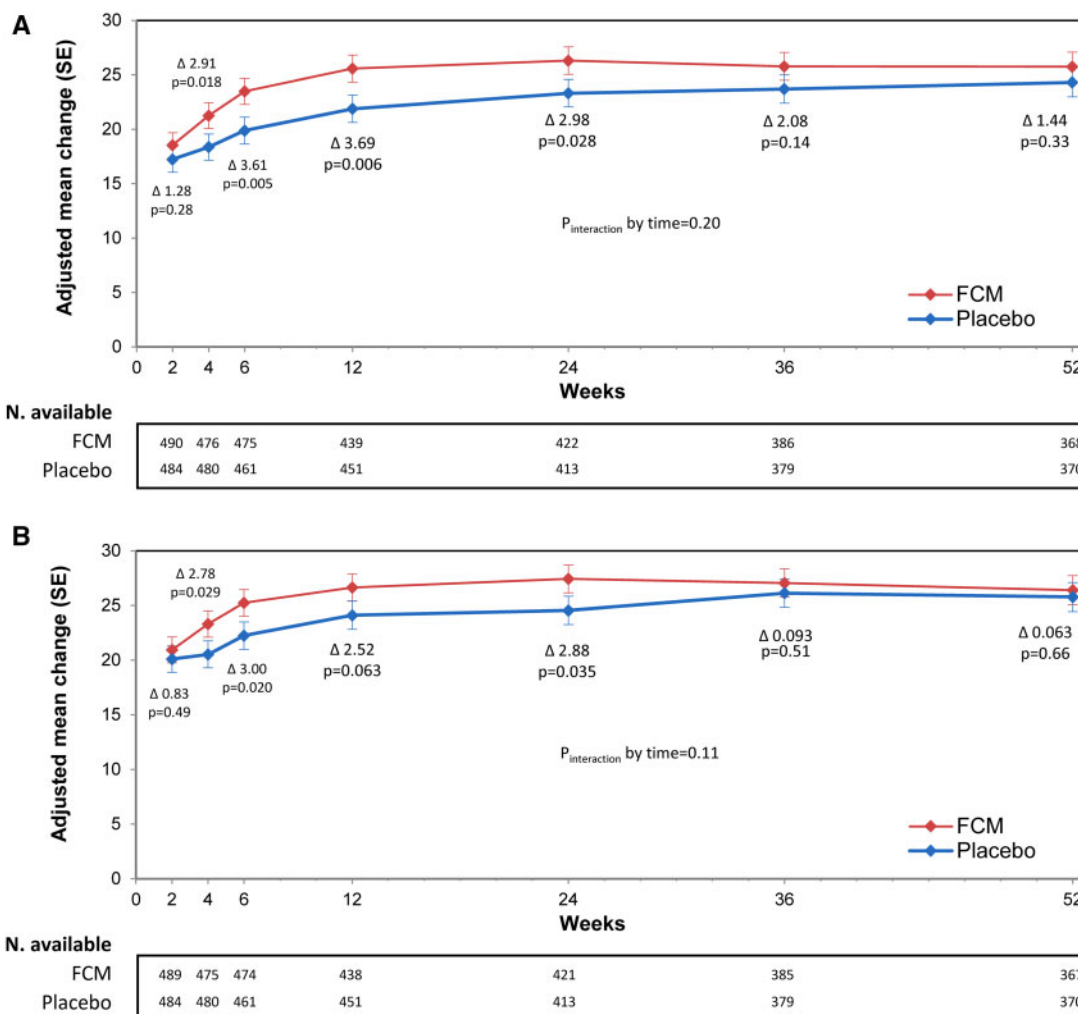 A
Adjusted mean change (SE)
30
25
20
15
10
5
0
Δ 2.91
p=0.018
Δ 1.28
p=0.28
Δ 3.61
p=0.005
Δ 3.69
p=0.006
Δ 2.98
p=0.028
Δ 2.08
p=0.14
Δ 1.44
p=0.33
Pinteraction by time=0.20
FCM
Placebo
0 2 4 6 12 24 36 52
Weeks
N. available
FCM 490 476 475 439 422 386 368
Placebo 484 480 461 451 413 379 370
B
Adjusted mean change (SE)
30
25
20
15
10
5
0
Δ 2.78
p=0.029
Δ 0.83
p=0.49
Δ 3.00
p=0.020
Δ 2.52
p=0.063
Δ 2.88
p=0.035
Δ 0.093
p=0.51
Δ 0.063
p=0.66
Pinteraction by time=0.11
FCM
Placebo
0 2 4 6 12 24 36 52
Weeks
N. available
FCM 489 475 474 438 421 385 367
Placebo 484 480 461 451 413 379 370